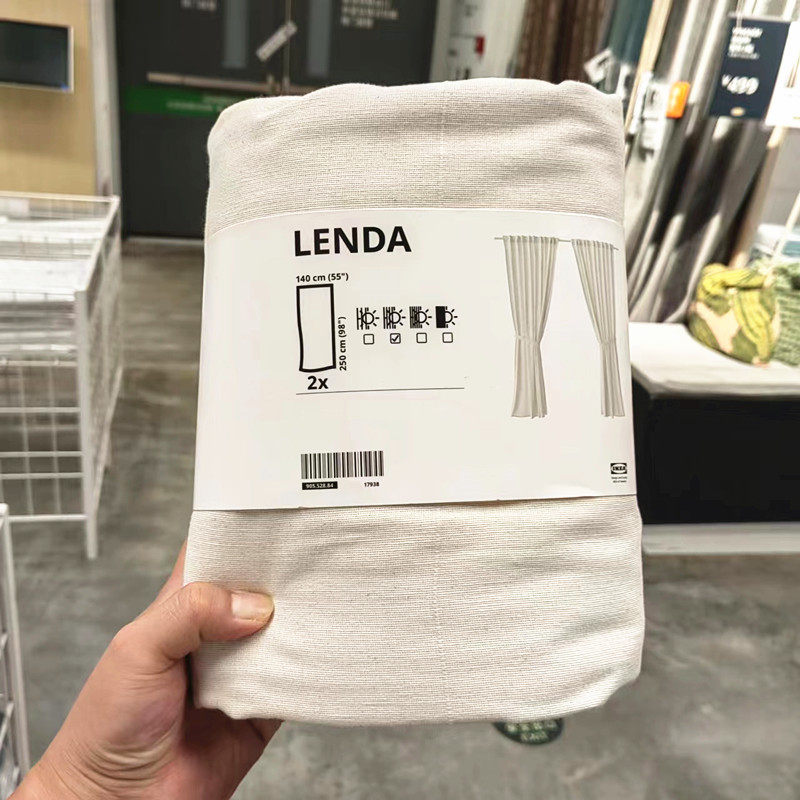 LENDA
140 cm (55")
250 cm (98")
2x
905.528.84 17938
IKEA
¥499